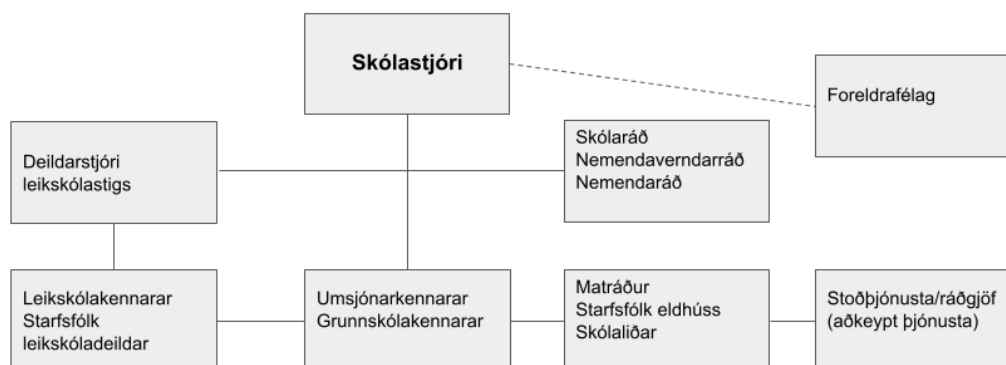 Skólastjóri
Foreldrafélag
Deildarstjóri
leikskólastigs
Skólaráð
Nemendaverndarráð
Nemendaráð
Leikskólakennarar
Starfsfólk
leikskóladeildar
Umsjónarkennarar
Grunnskólakennarar
Matráður
Starfsfólk eldhúss
Skólaliðar
Stoðþjónusta/ráðgjöf
(aðkeypt þjónusta)